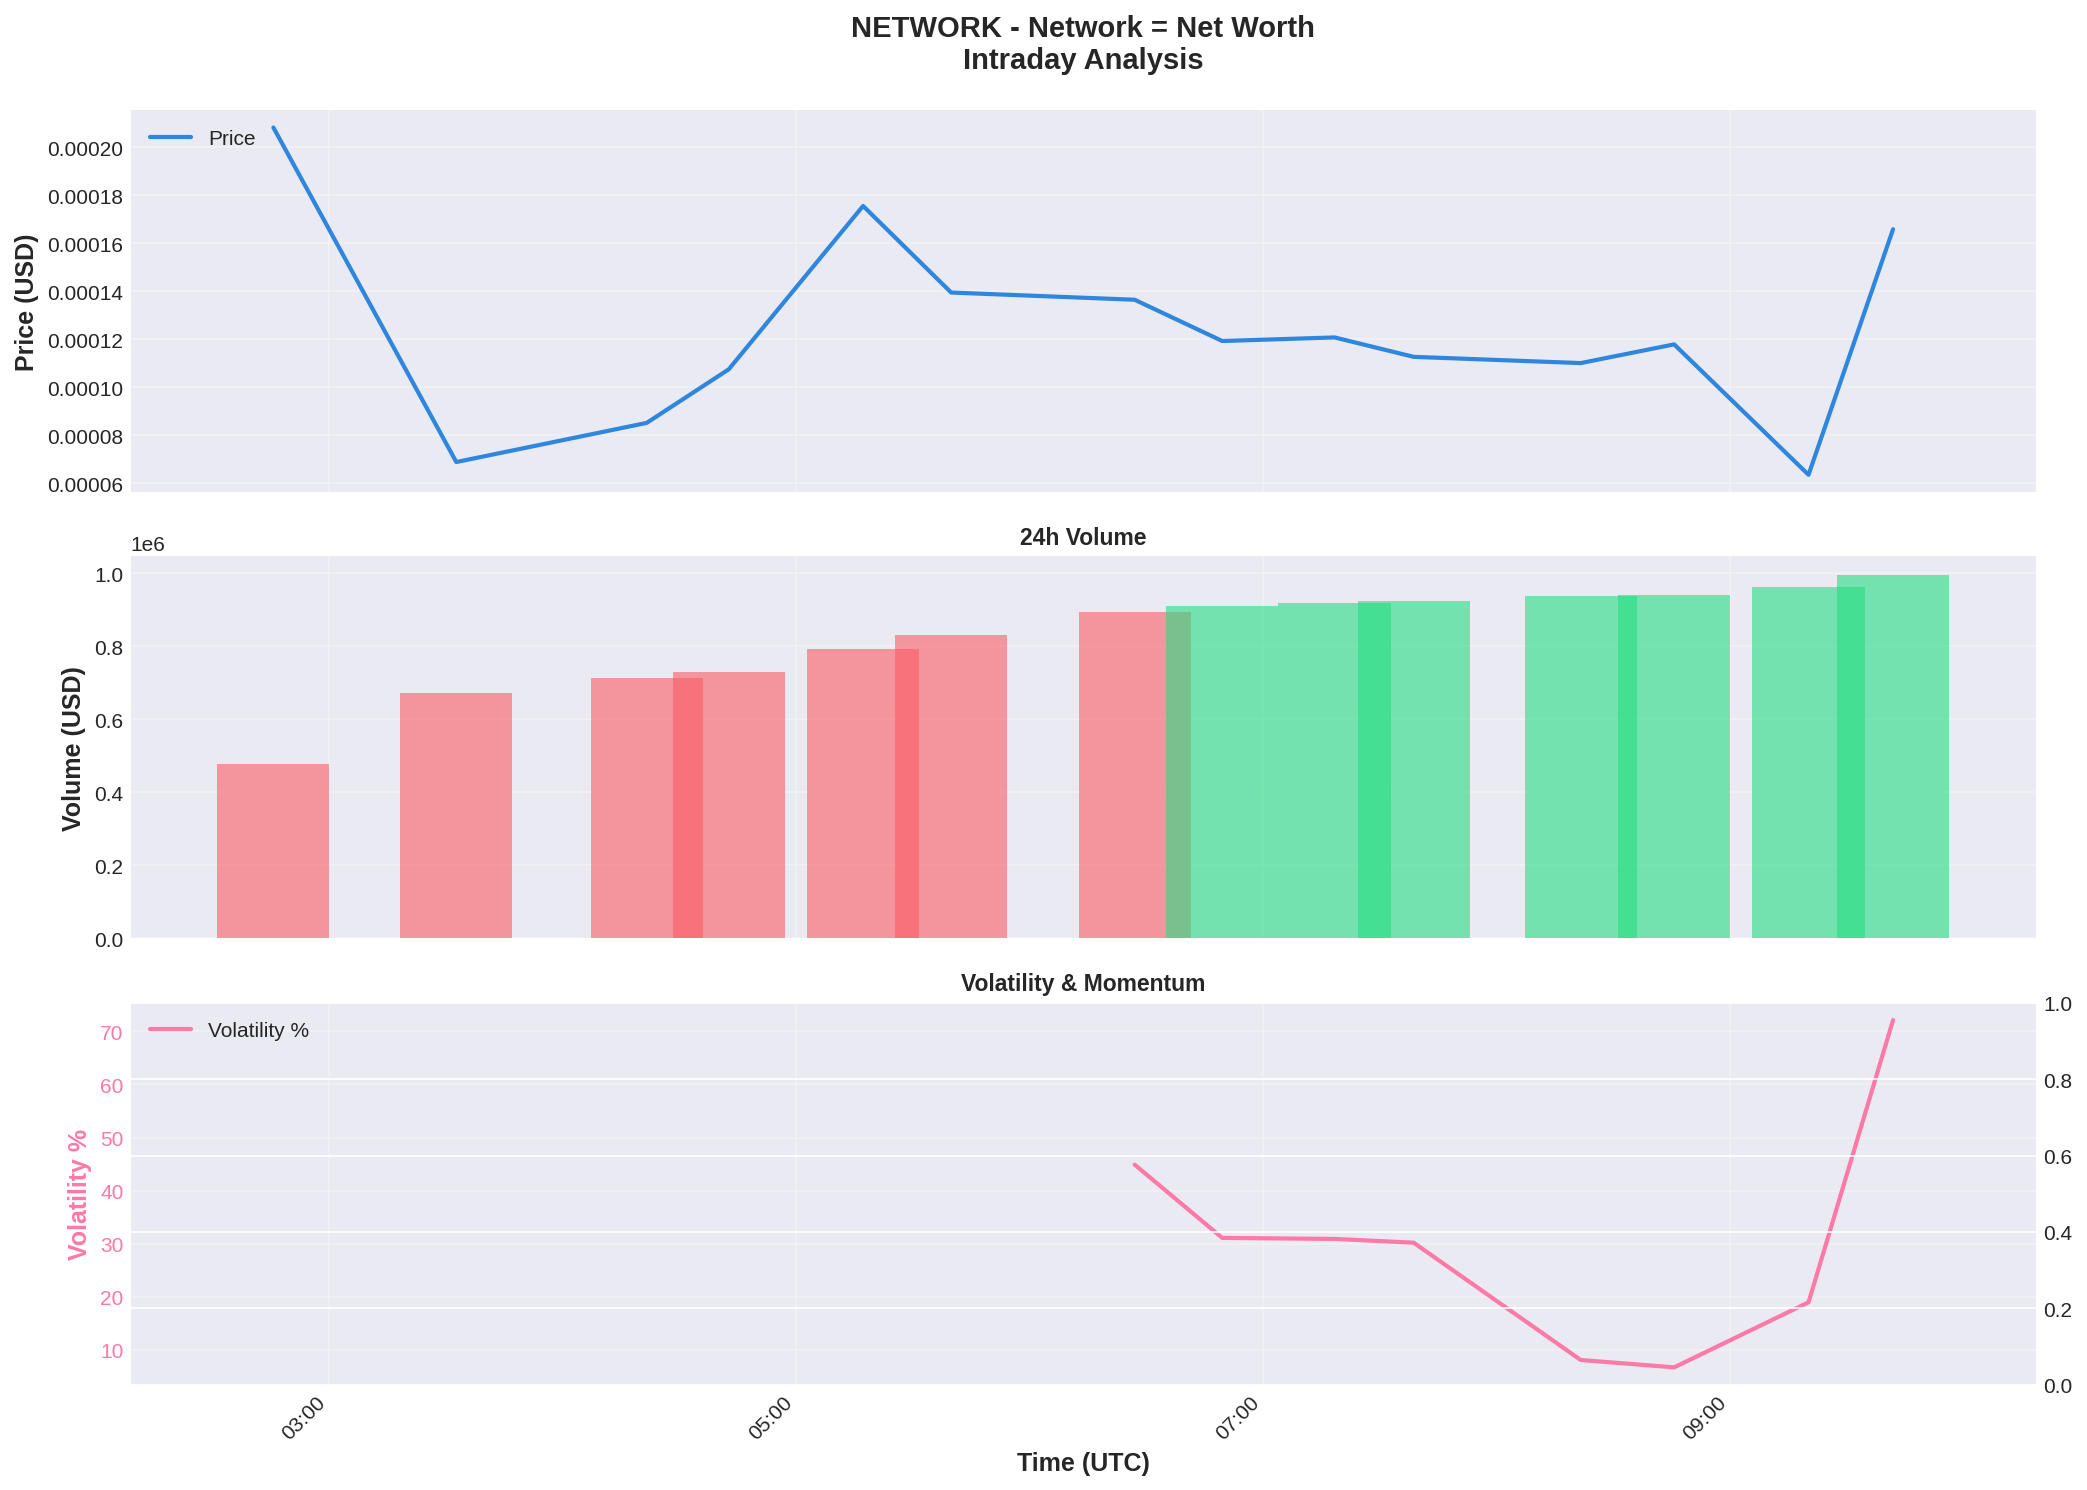 NETWORK - Network = Net Worth
Intraday Analysis
Price
Price (USD)
0.00020
0.00018
0.00016
0.00014
0.00012
0.00010
0.00008
0.00006
24h Volume
1e6
Volume (USD)
1.0
0.8
0.6
0.4
0.2
0.0
Volatility & Momentum
Volatility %
Volatility %
70
60
50
40
30
20
10
1.0
0.8
0.6
0.4
0.2
0.0
03:00
05:00
07:00
09:00
Time (UTC)